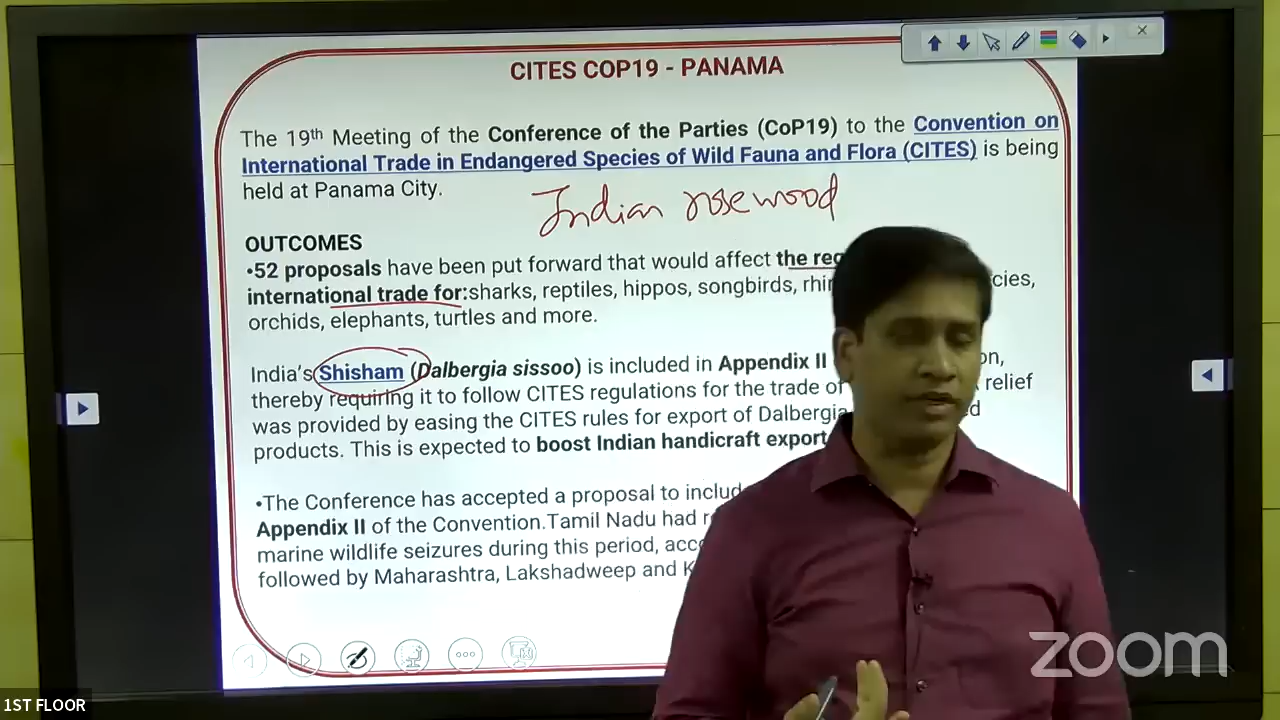 CITES COP19 - PANAMA
The 19th Meeting of the Conference of the Parties (CoP19) to the Convention on
International Trade in Endangered Species of Wild Fauna and Flora (CITES) is being
held at Panama City.
Indian rosewood
OUTCOMES
•52 proposals have been put forward that would affect the
international trade for:sharks, reptiles, hippos, songbirds,
orchids, elephants, turtles and more.
India's Shisham (Dalbergia sissoo) is included in Appendix II
thereby requiring it to follow CITES regulations for the trade of relief
was provided by easing the CITES rules for export of Dalbergia
products. This is expected to boost Indian handicraft export
•The Conference has accepted a proposal to
Appendix II of the Convention.Tamil Nadu had
marine wildlife seizures during this period,
followed by Maharashtra, Lakshadweep and
zoom
1ST FLOOR